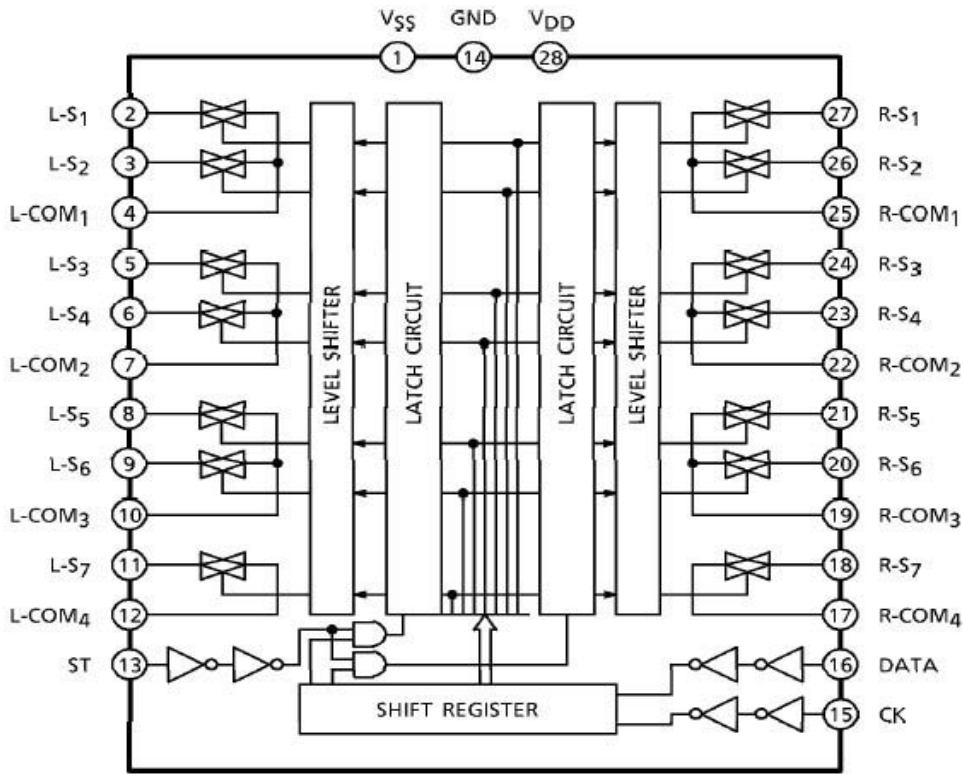 VSS GND VDD
1 14 28
L-S1 2 27 R-S1
L-S2 3 26 R-S2
L-COM1 4 25 R-COM1
L-S3 5 24 R-S3
L-S4 6 23 R-S4
L-COM2 7 22 R-COM2
L-S5 8 21 R-S5
L-S6 9 20 R-S6
L-COM3 10 19 R-COM3
L-S7 11 18 R-S7
L-COM4 12 17 R-COM4
ST 13 16 DATA
15 CK
LEVEL SHIFTER
LATCH CIRCUIT
LATCH CIRCUIT
LEVEL SHIFTER
SHIFT REGISTER